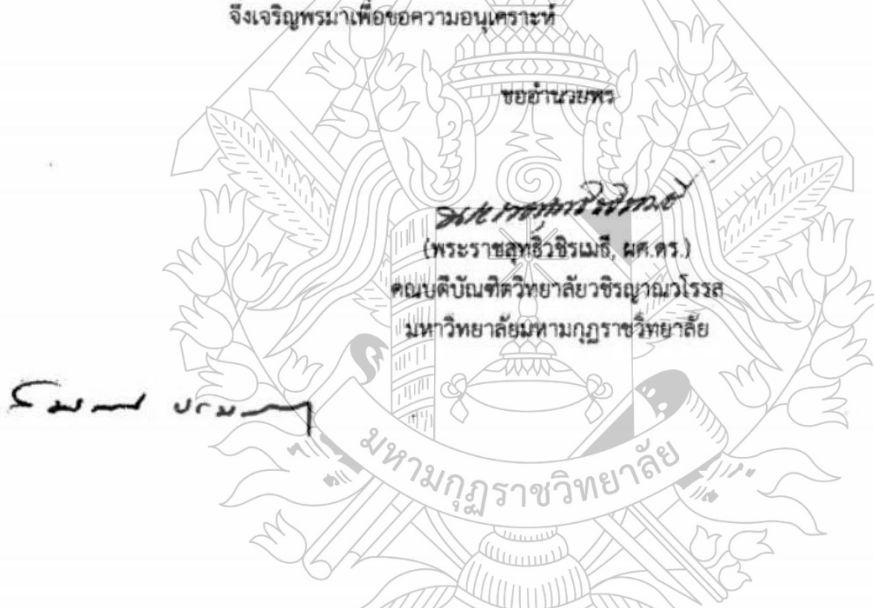 จึงเจริญพรมาเพื่อขอความอนุเคราะห์
ขออำนวยพร
(พระราชสุทธิวชิรเมธี, ผศ.ดร.)
คณบดีบัณฑิตวิทยาลัยวชิรญาณวโรรส
มหาวิทยาลัยมหามกุฏราชวิทยาลัย
มหามกุฏราชวิทยาลัย